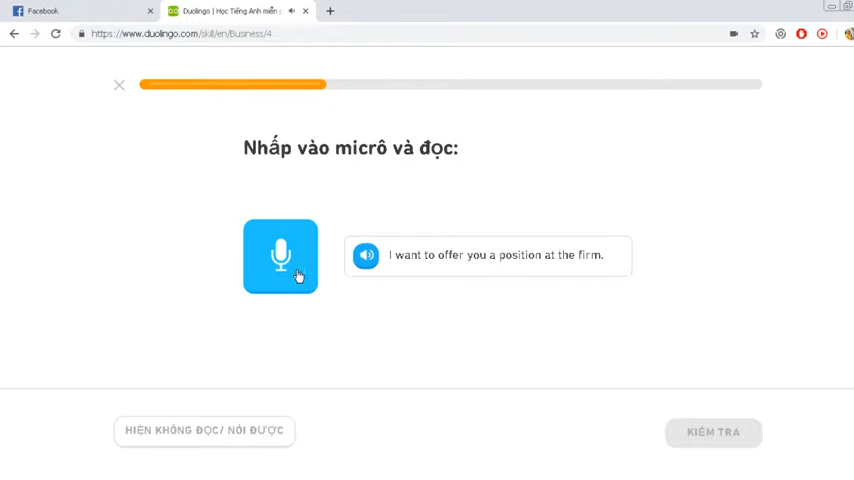 Facebook
Duolingo | Học Tiếng Anh miễn
https://www.duolingo.com/skill/en/Business/4
Nhấp vào micrô và đọc:
I want to offer you a position at the firm.
HIỆN KHÔNG ĐỌC/ NÓI ĐƯỢC
KIỂM TRA